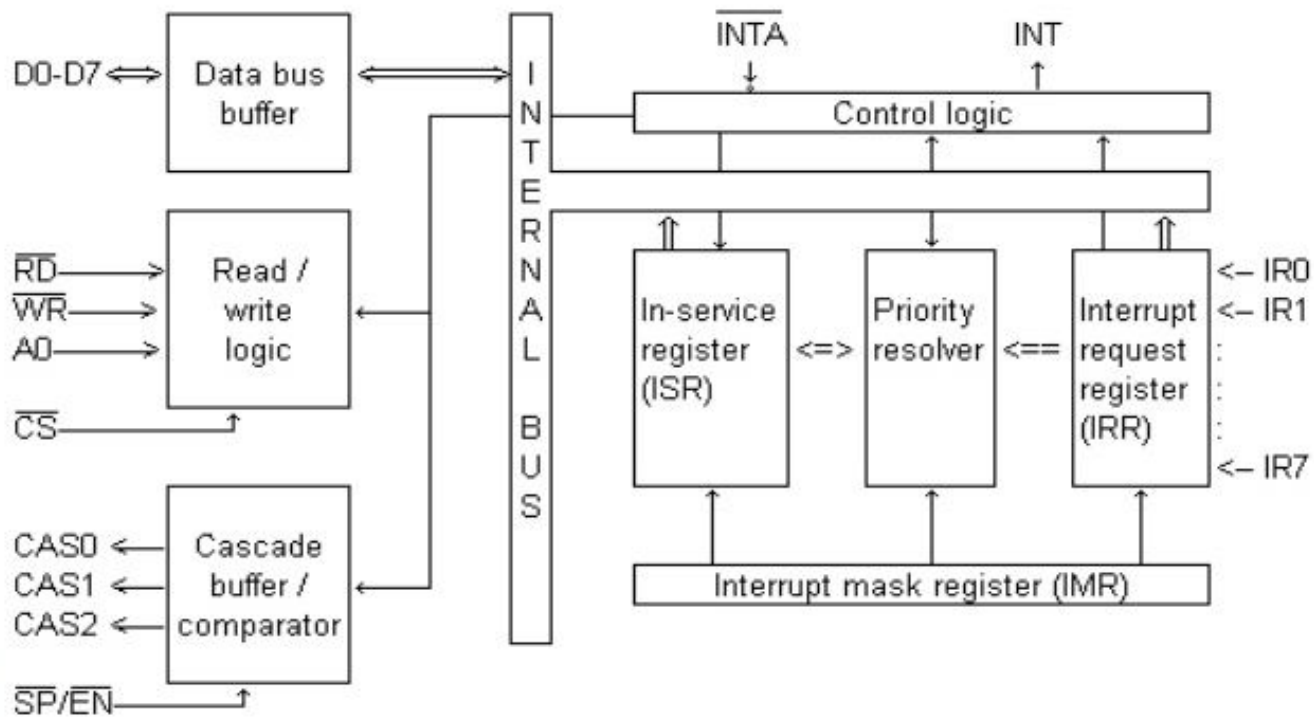 INTA
INT
D0-D7
Data bus
buffer
INTERNAL BUS
Control logic
RD
WR
A0
CS
Read /
write
logic
In-service
register
(ISR)
<=>
Priority
resolver
<==
Interrupt
request
register
(IRR)
<– IR0
<– IR1
:
:
:
<– IR7
CAS0
CAS1
CAS2
SP/EN
Cascade
buffer /
comparator
Interrupt mask register (IMR)